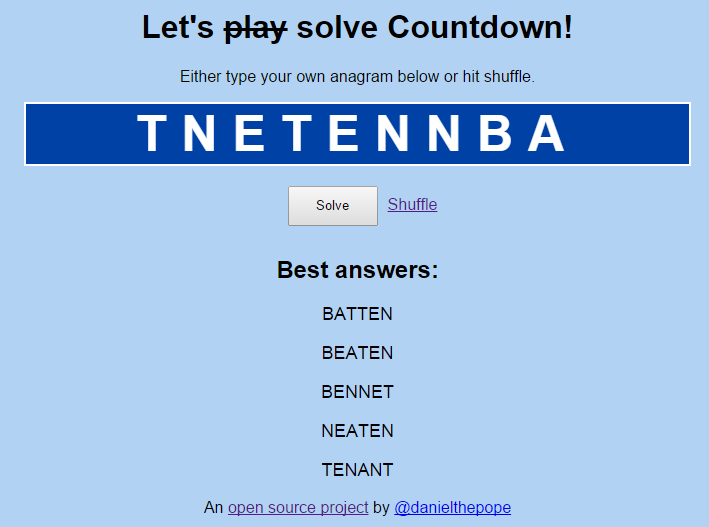 Let's play solve Countdown!
Either type your own anagram below or hit shuffle.
T N E T E N N B A
Solve Shuffle
Best answers:
BATTEN
BEATEN
BENNET
NEATEN
TENANT
An open source project by @danielthepope